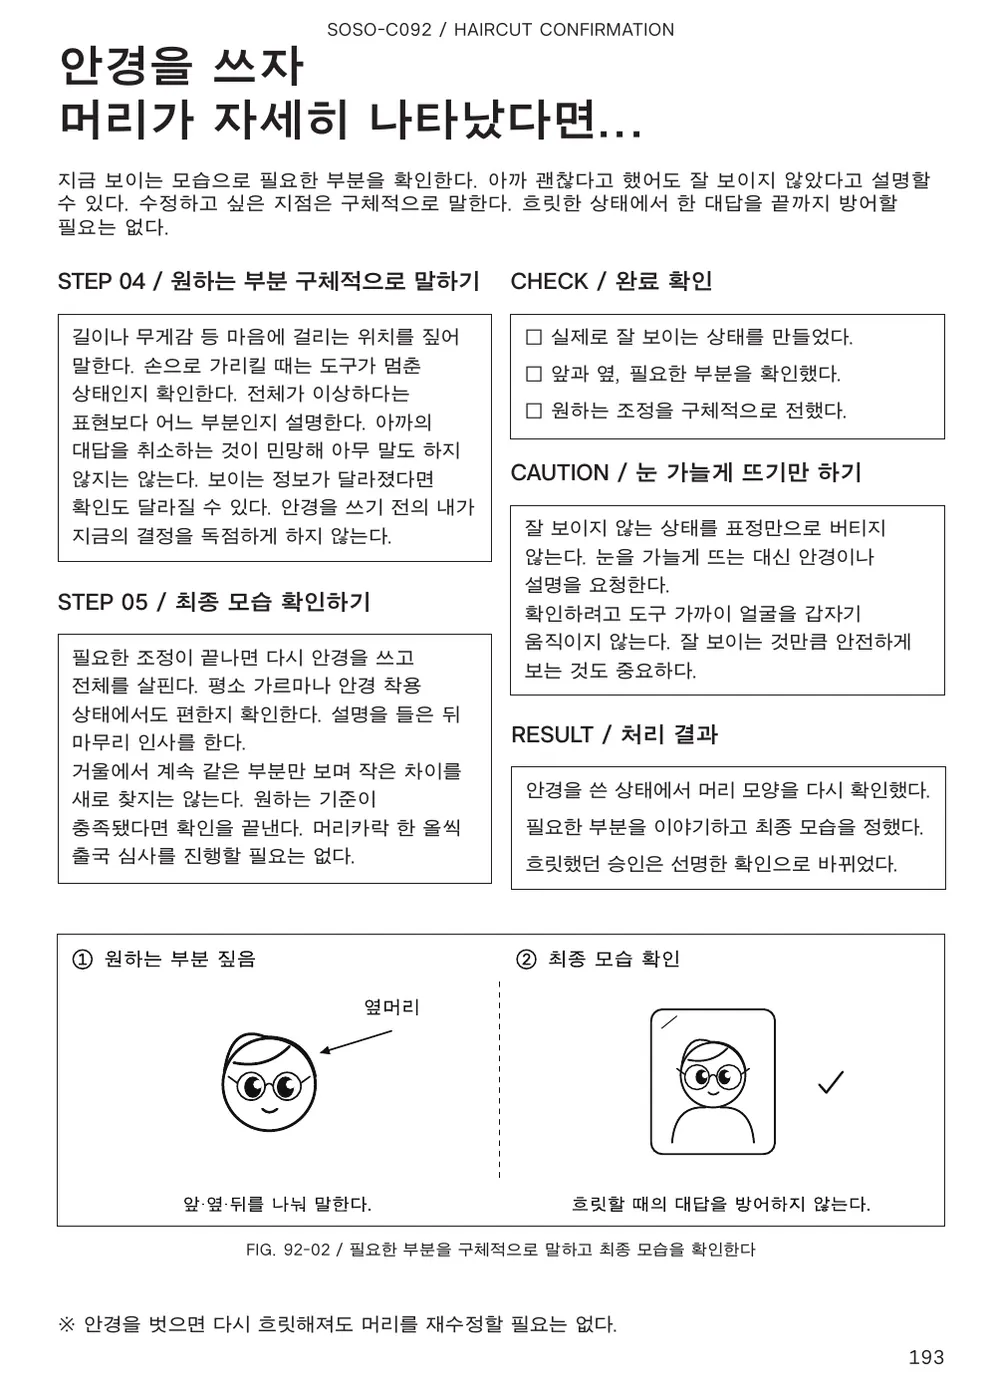 SOSO-C092 / HAIRCUT CONFIRMATION
안경을 쓰자
머리가 자세히 나타났다면...
지금 보이는 모습으로 필요한 부분을 확인한다. 아까 괜찮다고 했어도 잘 보이지 않았다고 설명할
수 있다. 수정하고 싶은 지점은 구체적으로 말한다. 흐릿한 상태에서 한 대답을 끝까지 방어할
필요는 없다.
STEP 04 / 원하는 부분 구체적으로 말하기
길이나 무게감 등 마음에 걸리는 위치를 짚어
말한다. 손으로 가리킬 때는 도구가 멈춘
상태인지 확인한다. 전체가 이상하다는
표현보다 어느 부분인지 설명한다. 아까의
대답을 취소하는 것이 민망해 아무 말도 하지
않지는 않는다. 보이는 정보가 달라졌다면
확인도 달라질 수 있다. 안경을 쓰기 전의 내가
지금의 결정을 독점하게 하지 않는다.
STEP 05 / 최종 모습 확인하기
필요한 조정이 끝나면 다시 안경을 쓰고
전체를 살핀다. 평소 가르마나 안경 착용
상태에서도 편한지 확인한다. 설명을 들은 뒤
마무리 인사를 한다.
거울에서 계속 같은 부분만 보며 작은 차이를
새로 찾지는 않는다. 원하는 기준이
충족됐다면 확인을 끝낸다. 머리카락 한 올씩
출국 심사를 진행할 필요는 없다.
CHECK / 완료 확인
□ 실제로 잘 보이는 상태를 만들었다.
□ 앞과 옆, 필요한 부분을 확인했다.
□ 원하는 조정을 구체적으로 전했다.
CAUTION / 눈 가늘게 뜨기만 하기
잘 보이지 않는 상태를 표정만으로 버티지
않는다. 눈을 가늘게 뜨는 대신 안경이나
설명을 요청한다.
확인하려고 도구 가까이 얼굴을 갑자기
움직이지 않는다. 잘 보이는 것만큼 안전하게
보는 것도 중요하다.
RESULT / 처리 결과
안경을 쓴 상태에서 머리 모양을 다시 확인했다.
필요한 부분을 이야기하고 최종 모습을 정했다.
흐릿했던 승인은 선명한 확인으로 바뀌었다.
① 원하는 부분 짚음
옆머리
앞·옆·뒤를 나눠 말한다.
② 최종 모습 확인
흐릿할 때의 대답을 방어하지 않는다.
FIG. 92-02 / 필요한 부분을 구체적으로 말하고 최종 모습을 확인한다
※ 안경을 벗으면 다시 흐릿해져도 머리를 재수정할 필요는 없다.
193